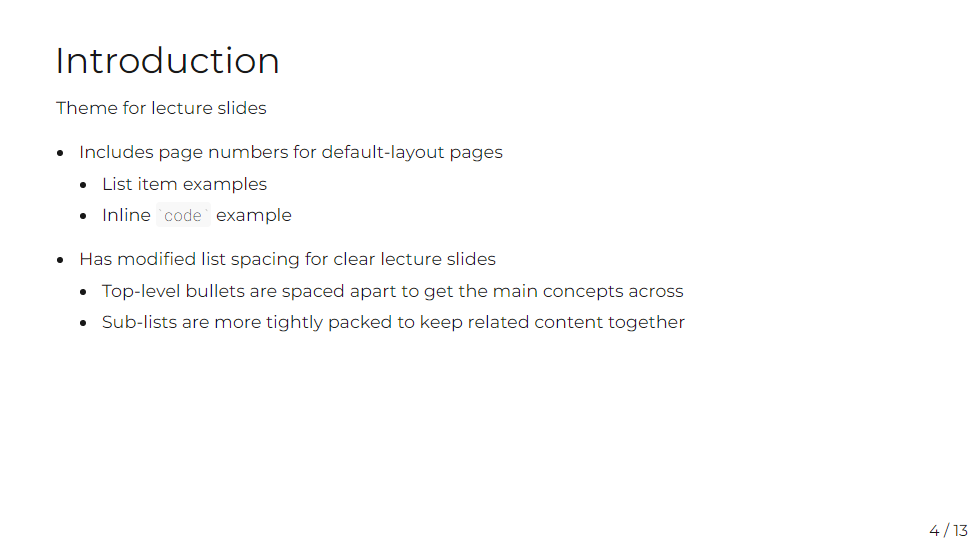 Introduction
Theme for lecture slides
• Includes page numbers for default-layout pages
• List item examples
• Inline `code` example
• Has modified list spacing for clear lecture slides
• Top-level bullets are spaced apart to get the main concepts across
• Sub-lists are more tightly packed to keep related content together
4 / 13